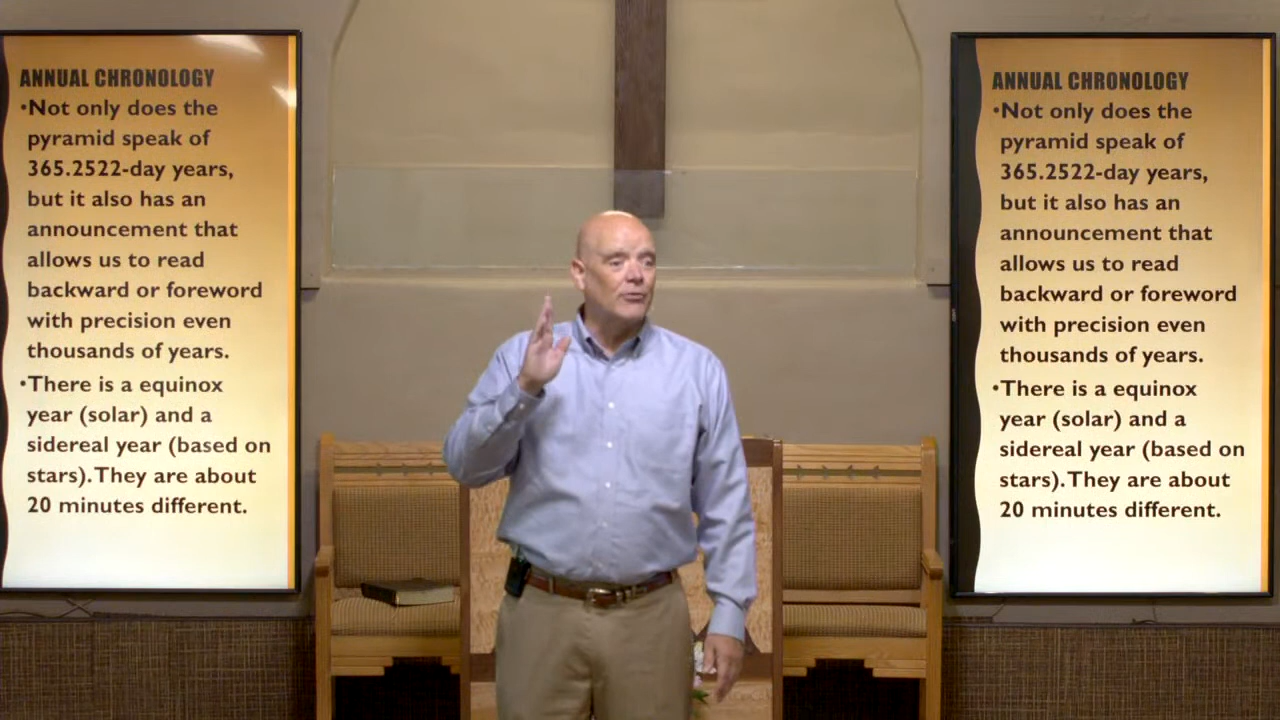 ANNUAL CHRONOLOGY
•Not only does the
pyramid speak of
365.2522-day years,
but it also has an
announcement that
allows us to read
backward or foreword
with precision even
thousands of years.
•There is a equinox
year (solar) and a
sidereal year (based on
stars). They are about
20 minutes different.
ANNUAL CHRONOLOGY
•Not only does the
pyramid speak of
365.2522-day years,
but it also has an
announcement that
allows us to read
backward or foreword
with precision even
thousands of years.
•There is a equinox
year (solar) and a
sidereal year (based on
stars). They are about
20 minutes different.